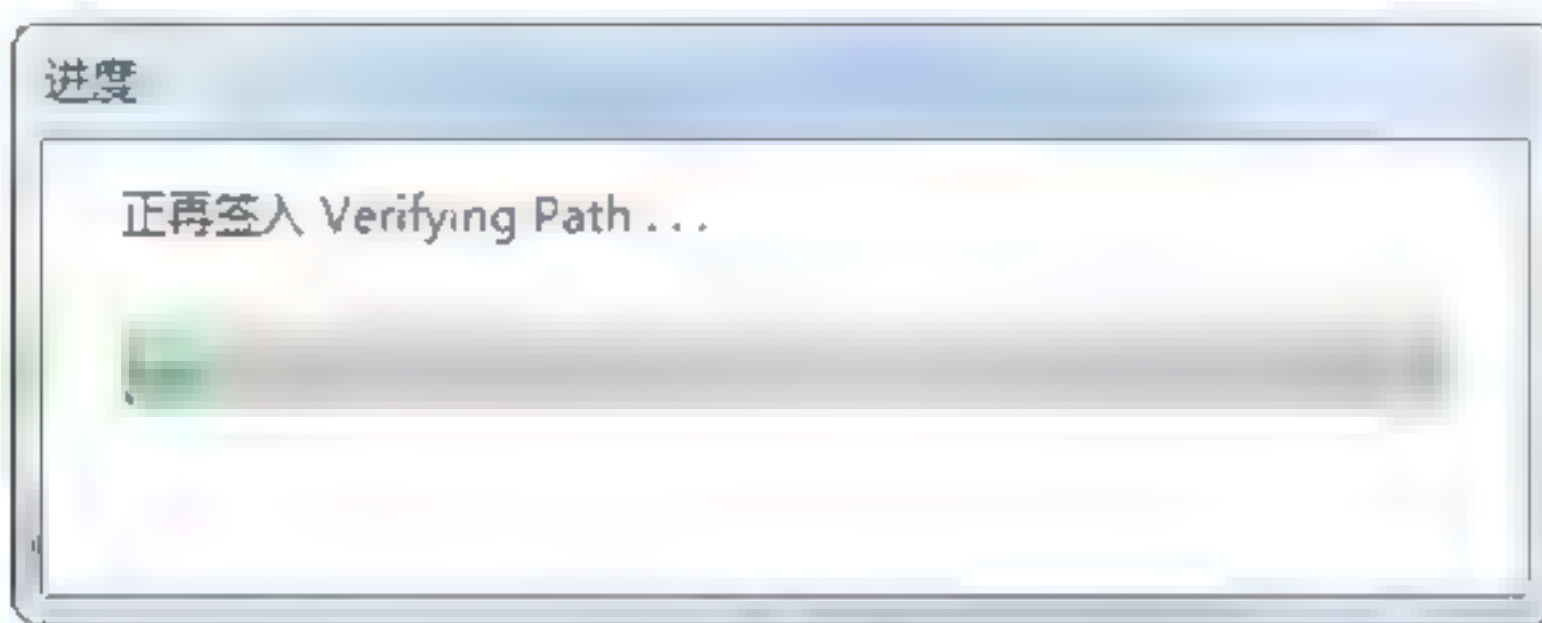 进度
正再签入 Verifying Path . . .